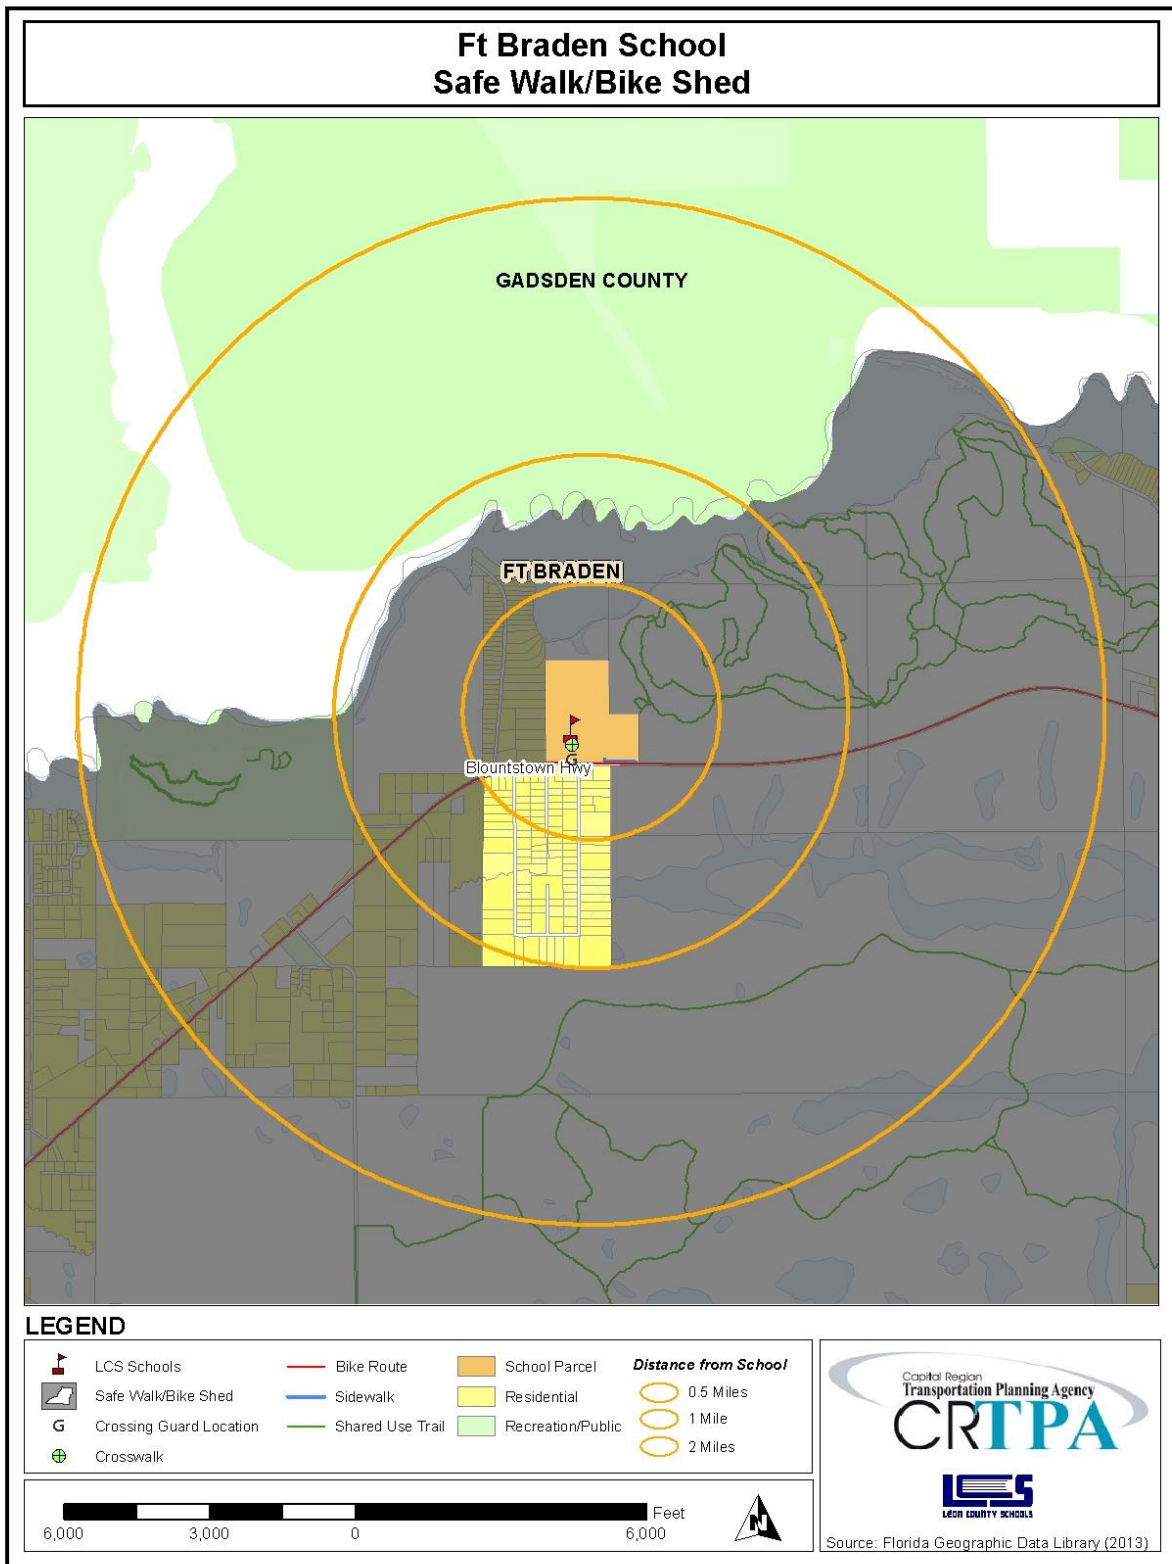 Ft Braden School
Safe Walk/Bike Shed
GADSDEN COUNTY
FT BRADEN
G
Blountstown Hwy
LEGEND
LCS Schools
Safe Walk/Bike Shed
G Crossing Guard Location
Crosswalk
Bike Route
Sidewalk
Shared Use Trail
School Parcel
Residential
Recreation/Public
Distance from School
0.5 Miles
1 Mile
2 Miles
Feet
6,000 3,000 0 6,000
N
Capital Region
Transportation Planning Agency
CRTPA
LCS
LEON COUNTY SCHOOLS
Source: Florida Geographic Data Library (2013)